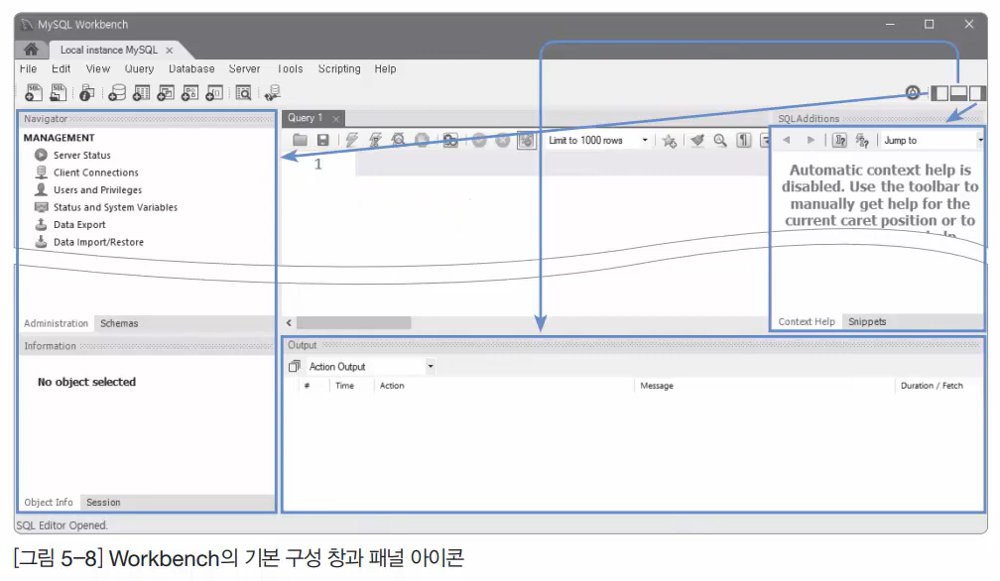 MySQL Workbench
Local instance MySQL
File Edit View Query Database Server Tools Scripting Help
Navigator
MANAGEMENT
Server Status
Client Connections
Users and Privileges
Status and System Variables
Data Export
Data Import/Restore
Administration Schemas
Information
No object selected
Object Info Session
Query 1
Limit to 1000 rows
1
SQLAdditions
Jump to
Automatic context help is
disabled. Use the toolbar to
manually get help for the
current caret position or to
Context Help Snippets
Output
Action Output
# Time Action Message Duration / Fetch
SQL Editor Opened.
[그림 5-8] Workbench의 기본 구성 창과 패널 아이콘